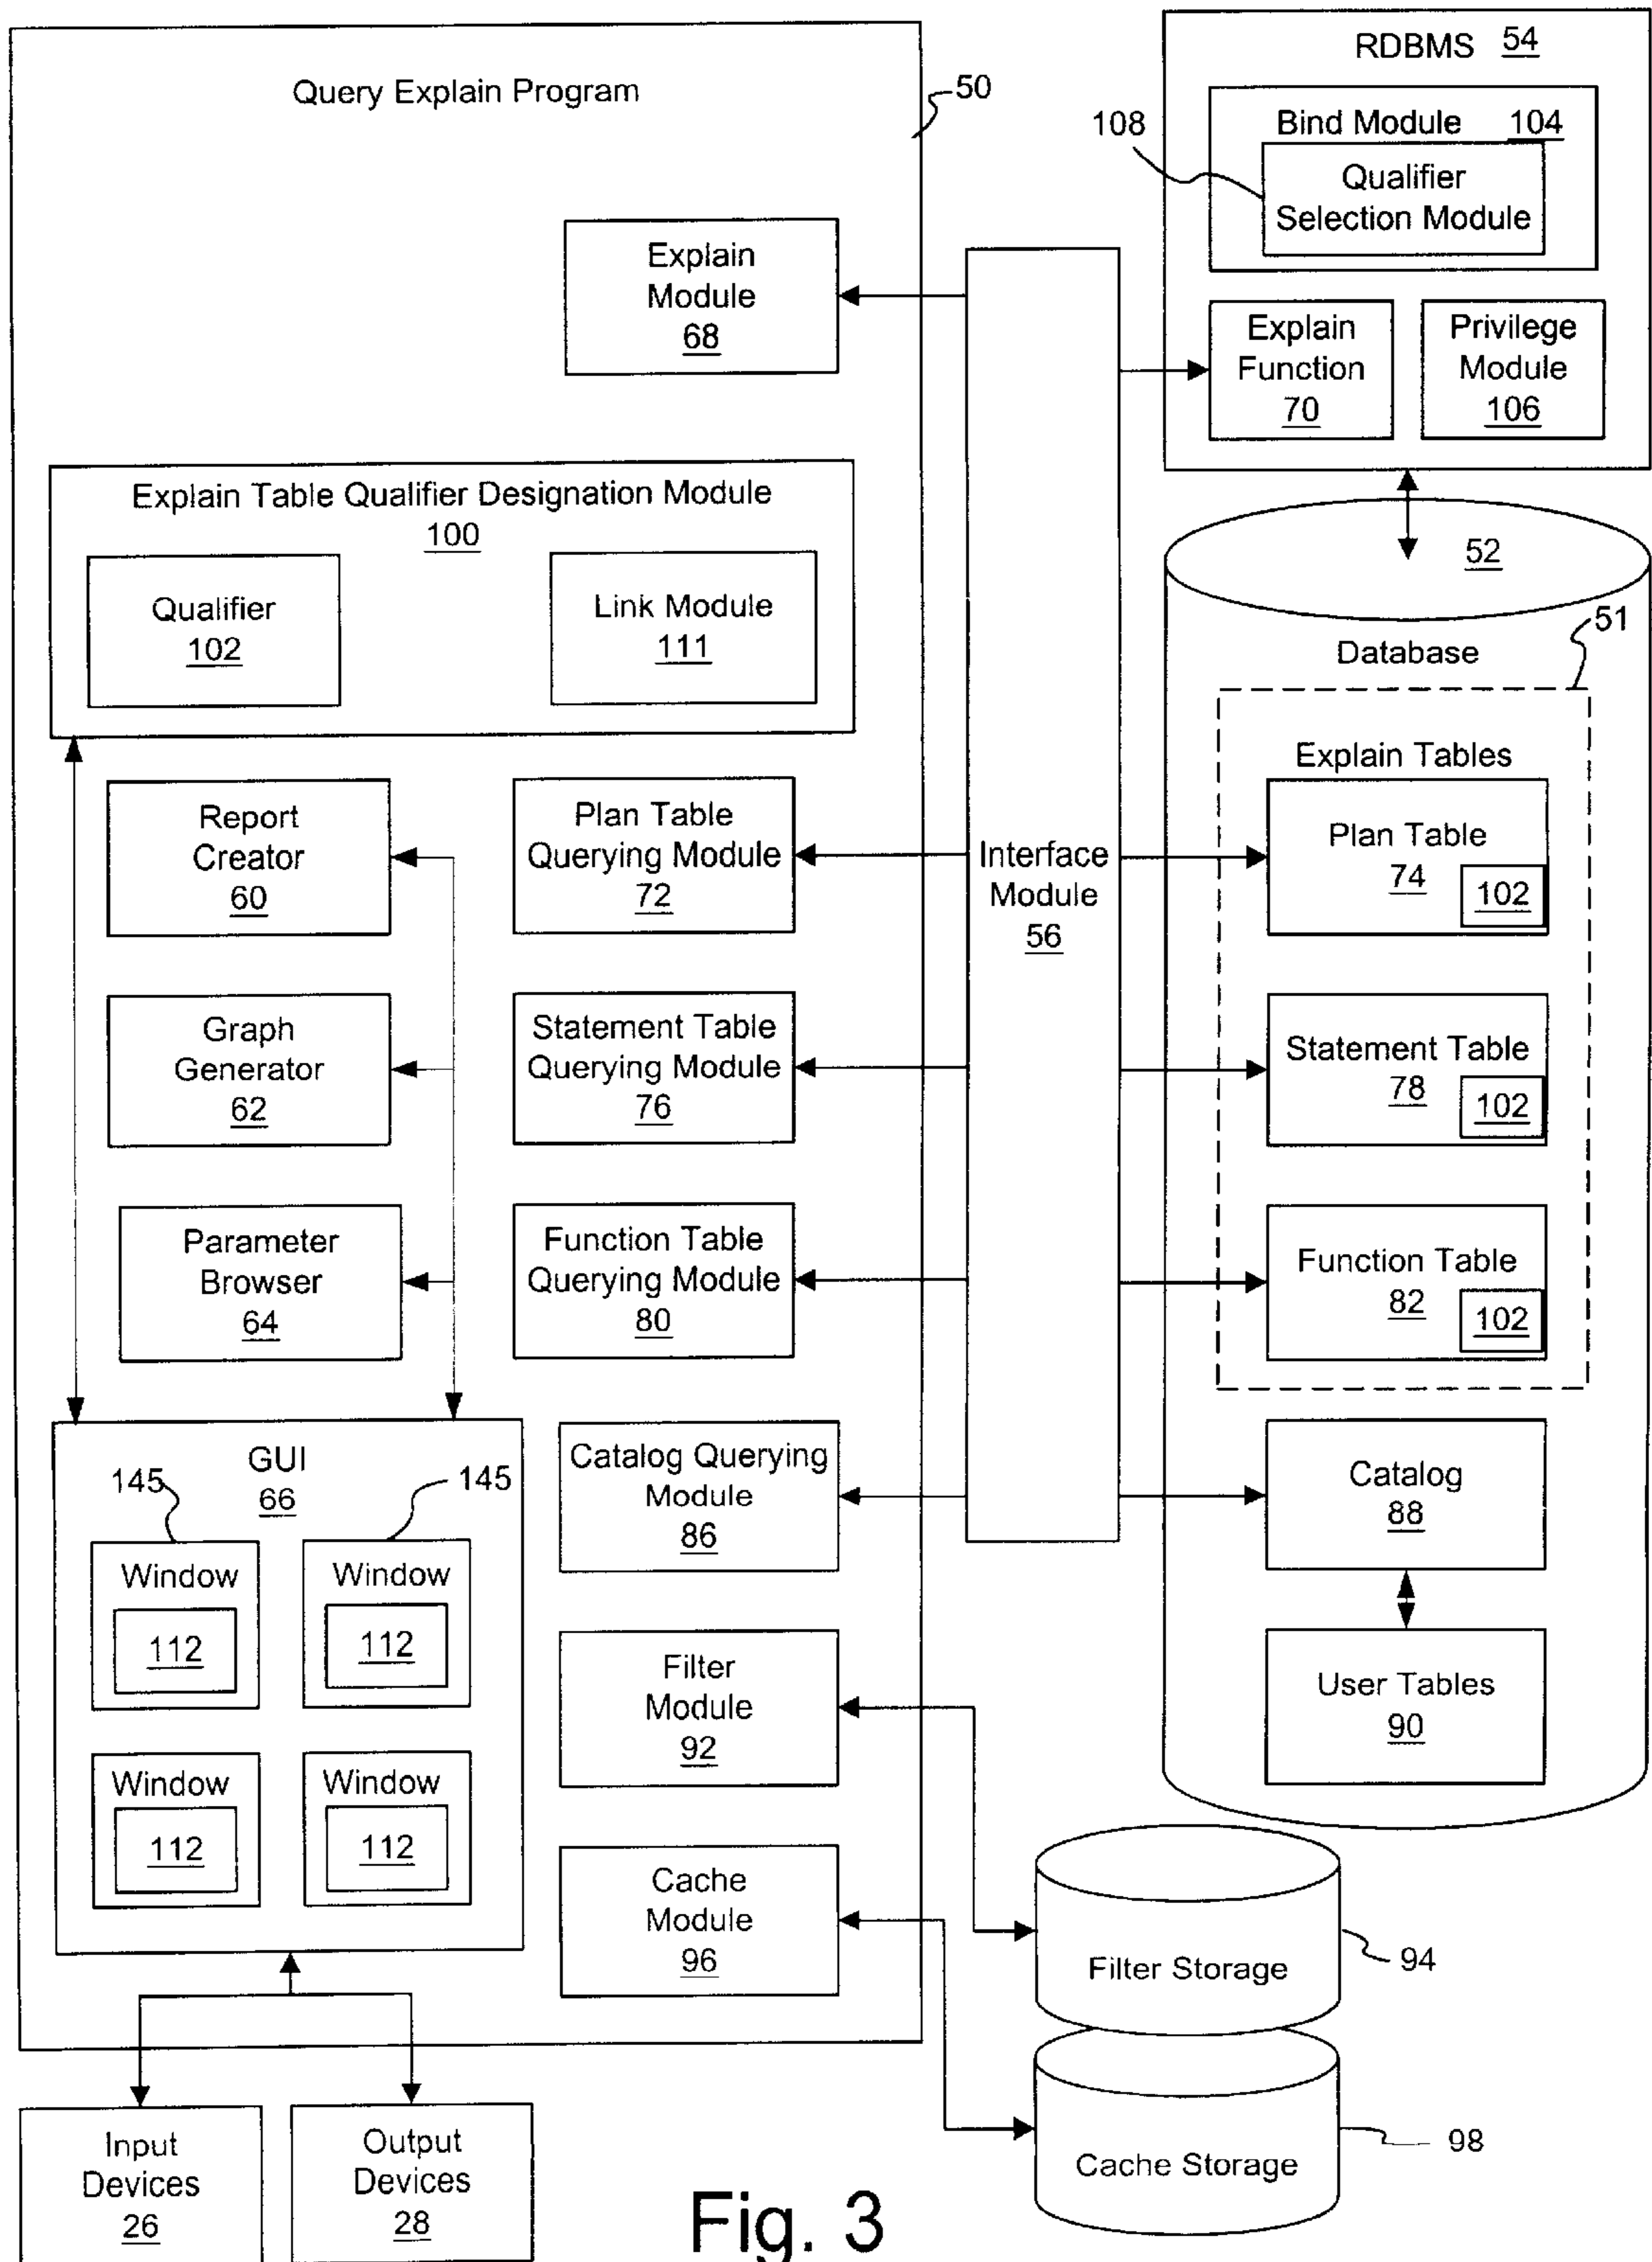 Query Explain Program
50
Explain
Module
68
Explain Table Qualifier Designation Module
100
Qualifier
102
Link Module
111
Report
Creator
60
Plan Table
Querying Module
72
Graph
Generator
62
Statement Table
Querying Module
76
Parameter
Browser
64
Function Table
Querying Module
80
GUI
66
145
145
Window
112
Window
112
Window
112
Window
112
Catalog Querying
Module
86
Filter
Module
92
Cache
Module
96
Input
Devices
26
Output
Devices
28
Interface
Module
56
RDBMS 54
Bind Module 104
108
Qualifier
Selection Module
Explain
Function
70
Privilege
Module
106
52
51
Database
Explain Tables
Plan Table
74
102
Statement Table
78
102
Function Table
82
102
Catalog
88
User Tables
90
Filter Storage
94
Cache Storage
98
Fig. 3